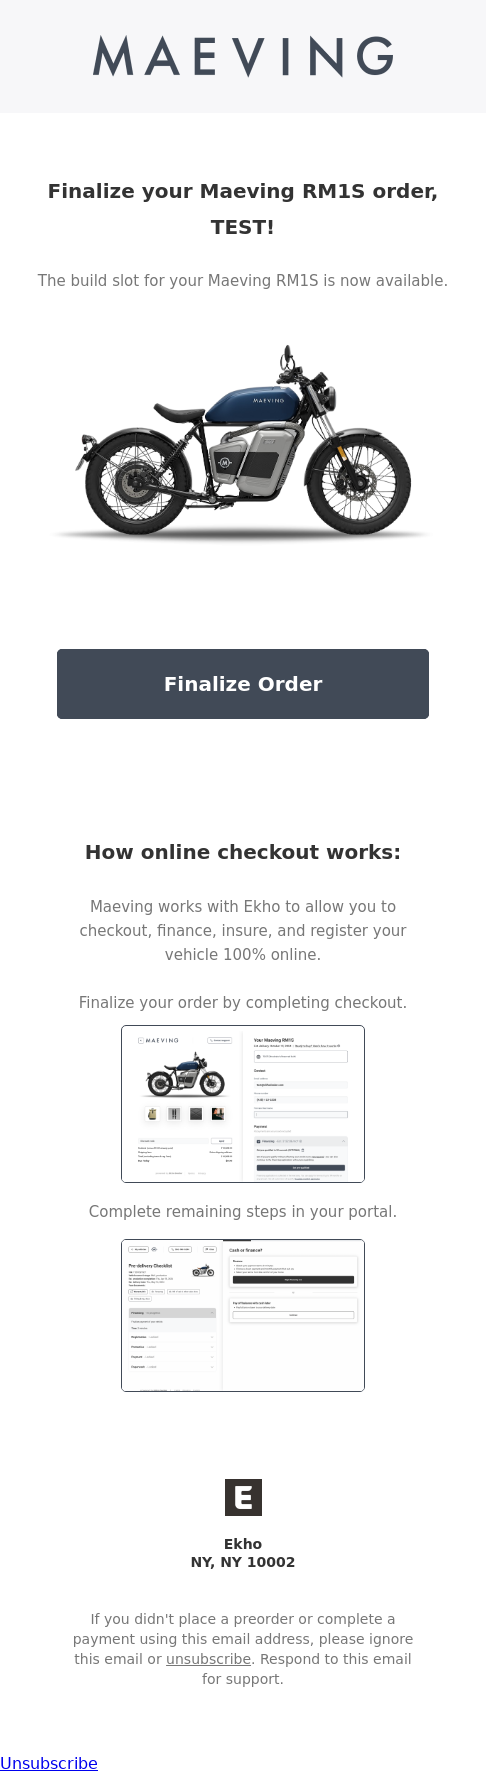 MAEVING
Finalize your Maeving RM1S order,
TEST!
The build slot for your Maeving RM1S is now available.
MAEVING
M
Finalize Order
How online checkout works:
Maeving works with Ekho to allow you to
checkout, finance, insure, and register your
vehicle 100% online.
Finalize your order by completing checkout.
MAEVING
Your Maeving RM1S
Contact
Payment
Complete remaining steps in your portal.
Pre-delivery Checklist
Cash or finance?
E
Ekho
NY, NY 10002
If you didn't place a preorder or complete a
payment using this email address, please ignore
this email or unsubscribe. Respond to this email
for support.
Unsubscribe